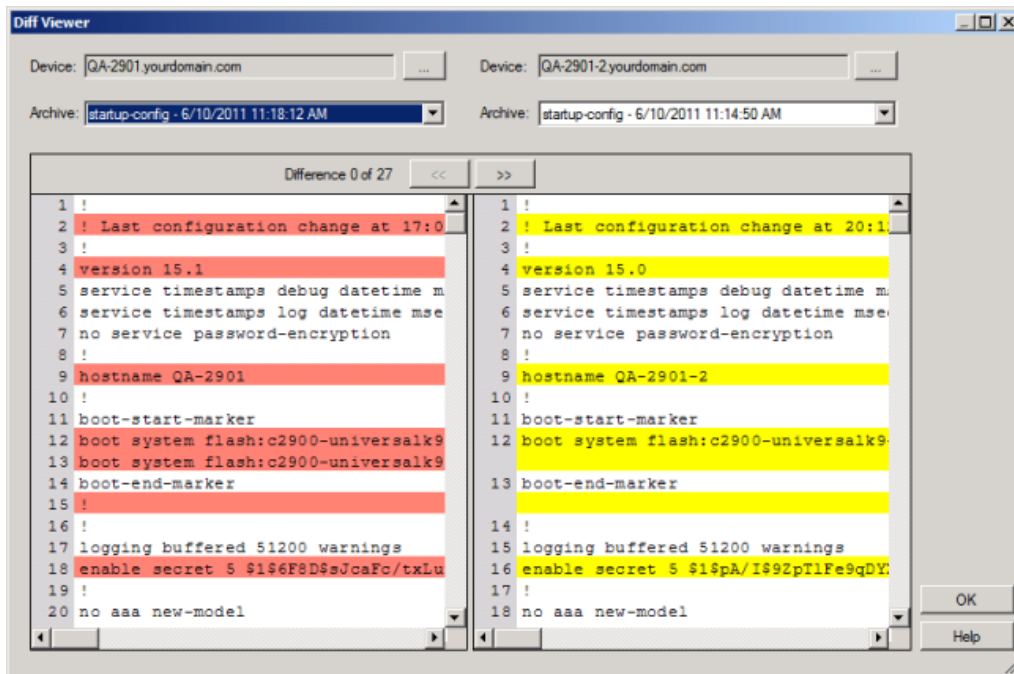 Diff Viewer
Device: QA-2901.yourdomain.com ... Device: QA-2901-2.yourdomain.com ...
Archive: startup-config - 6/10/2011 11:18:12 AM Archive: startup-config - 6/10/2011 11:14:50 AM
Difference 0 of 27 << >>
1 !
2 ! Last configuration change at 17:0
3 !
4 version 15.1
5 service timestamps debug datetime m
6 service timestamps log datetime mse
7 no service password-encryption
8 !
9 hostname QA-2901
10 !
11 boot-start-marker
12 boot system flash:c2900-universalk9
13 boot system flash:c2900-universalk9
14 boot-end-marker
15 !
16 !
17 logging buffered 51200 warnings
18 enable secret 5 $1$6F8D$sJcaFc/txLu
19 !
20 no aaa new-model
1 !
2 ! Last configuration change at 20:1
3 !
4 version 15.0
5 service timestamps debug datetime m
6 service timestamps log datetime mse
7 no service password-encryption
8 !
9 hostname QA-2901-2
10 !
11 boot-start-marker
12 boot system flash:c2900-universalk9-
13 boot-end-marker
14 !
15 logging buffered 51200 warnings
16 enable secret 5 $1$pA/I$9ZpTlFe9qDY
17 !
18 no aaa new-model
OK
Help